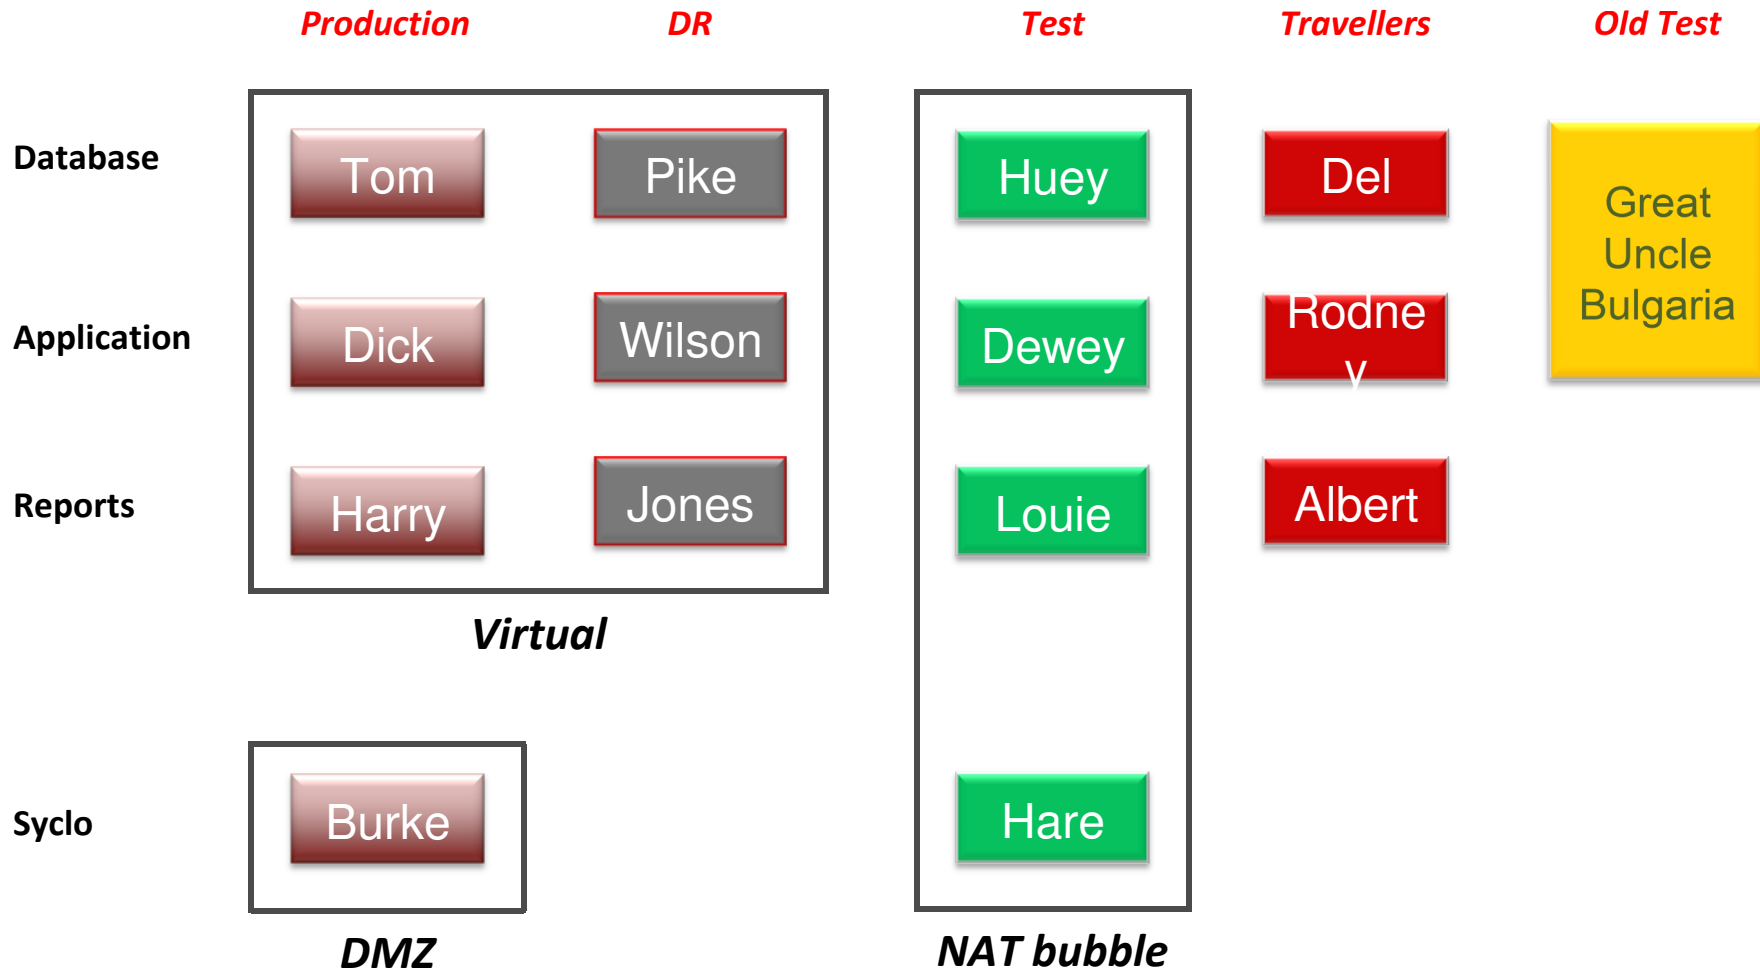 Production DR Test Travellers Old Test
Database Tom Pike Huey Del
Great
Uncle
Bulgaria
Application Dick Wilson Dewey Rodne
y
Reports Harry Jones Louie Albert
Virtual
Syclo Burke Hare
DMZ NAT bubble